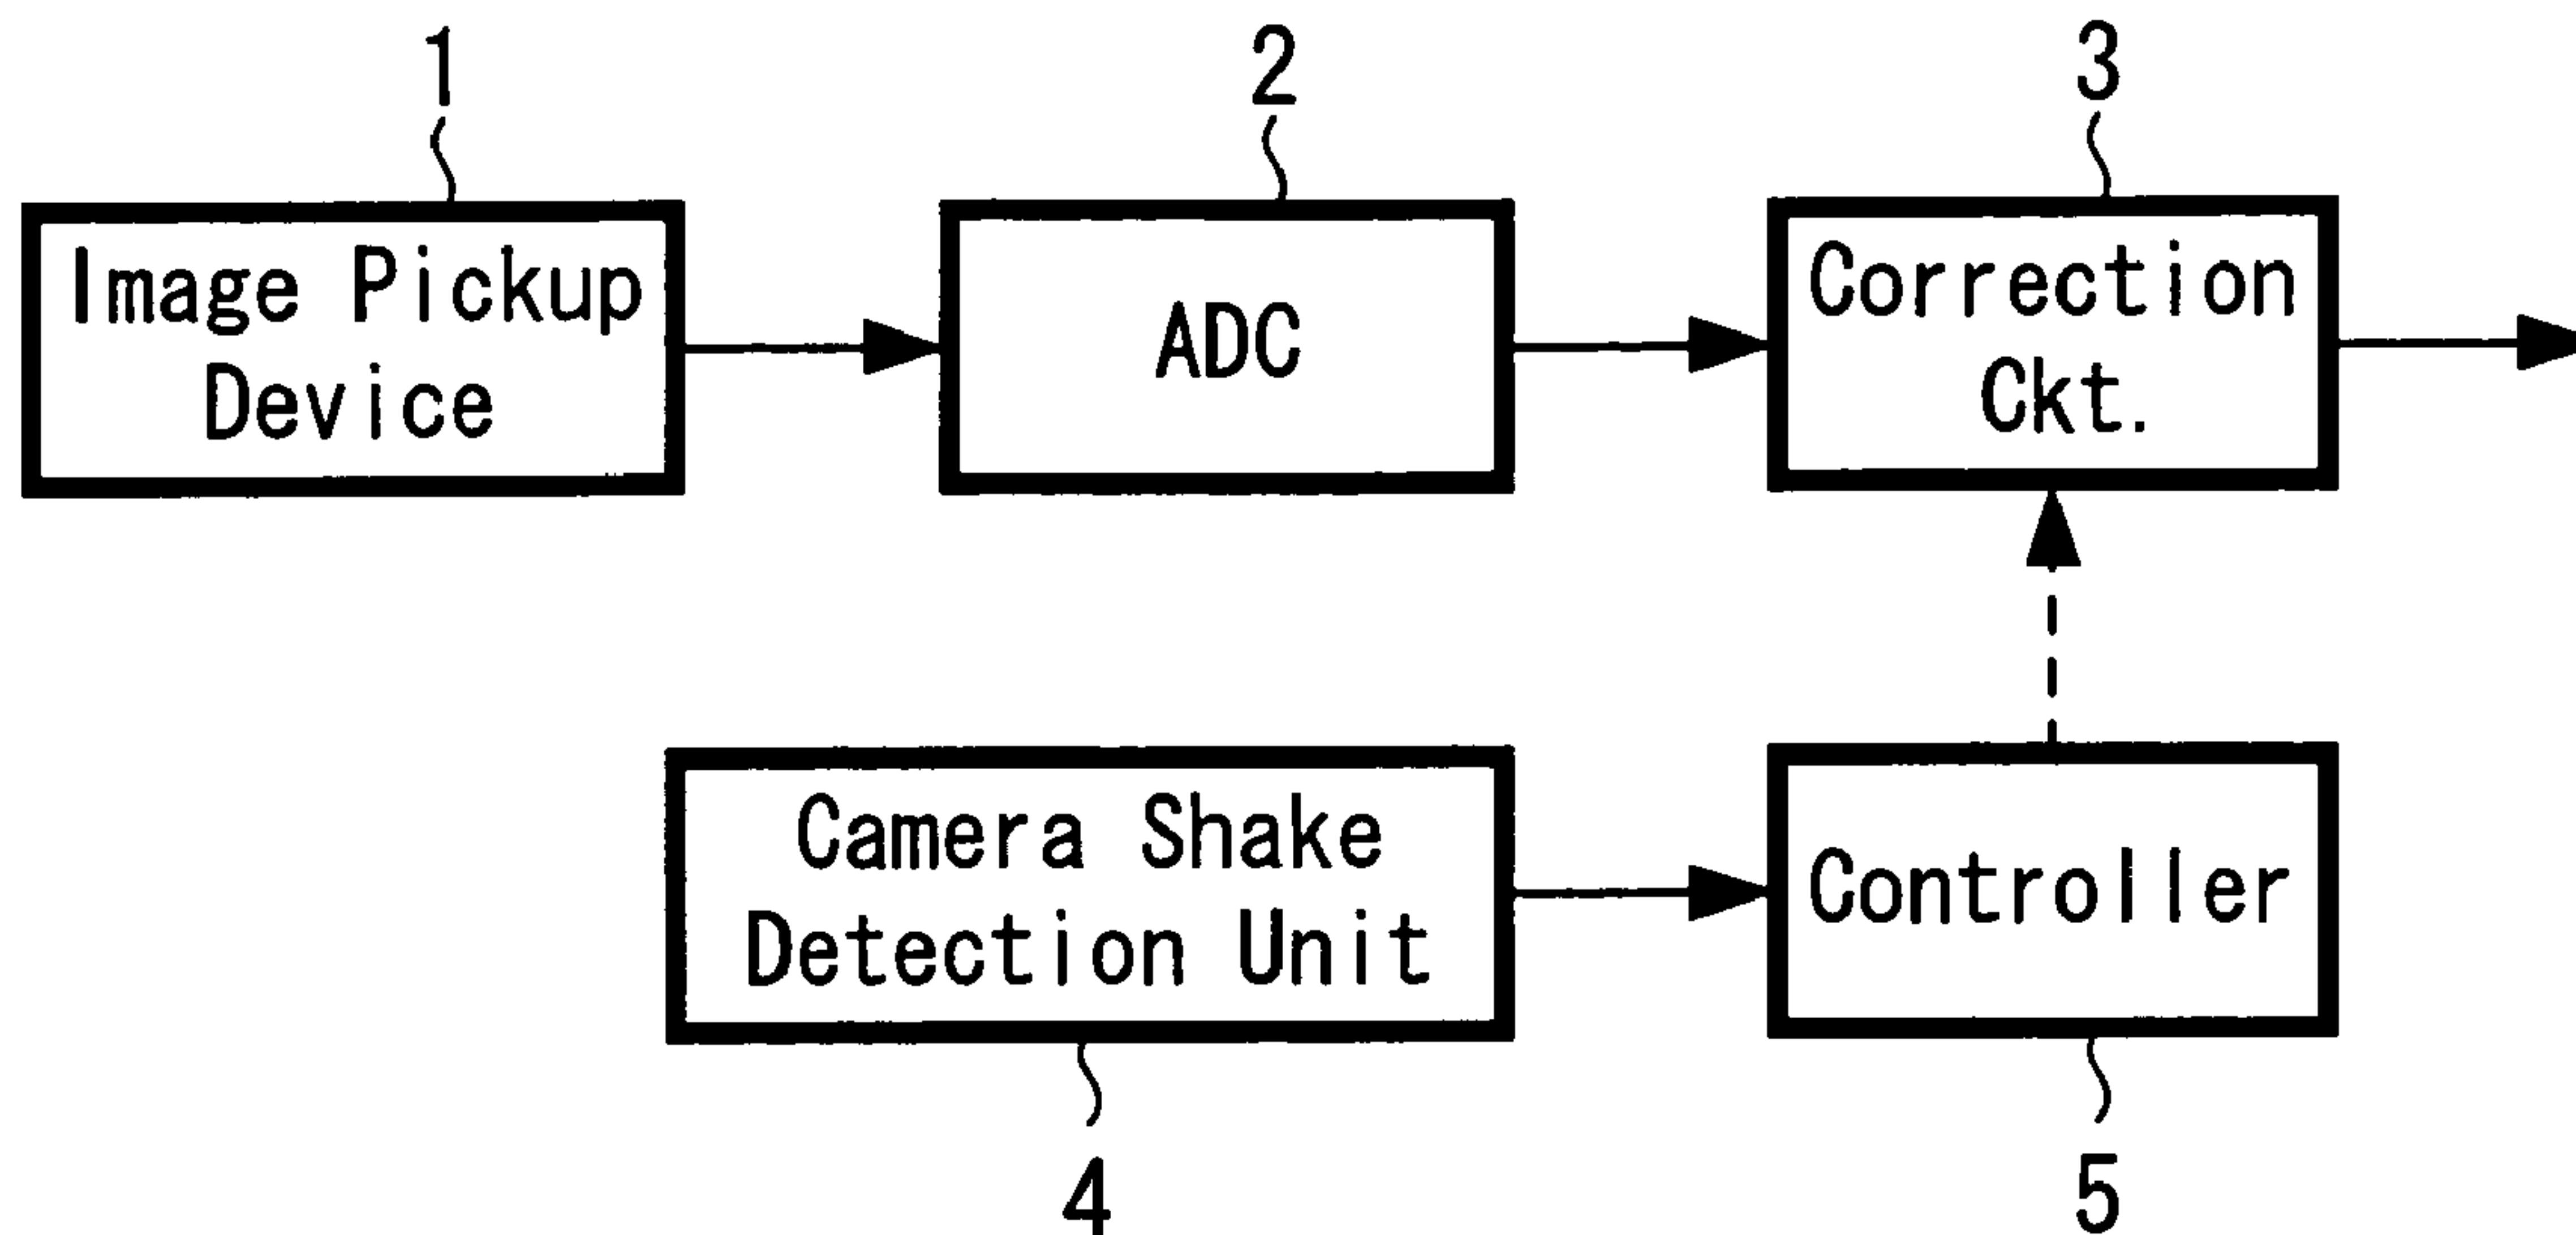 1
2
3
Image Pickup
Device
ADC
Correction
Ckt.
Camera Shake
Detection Unit
Controller
4
5